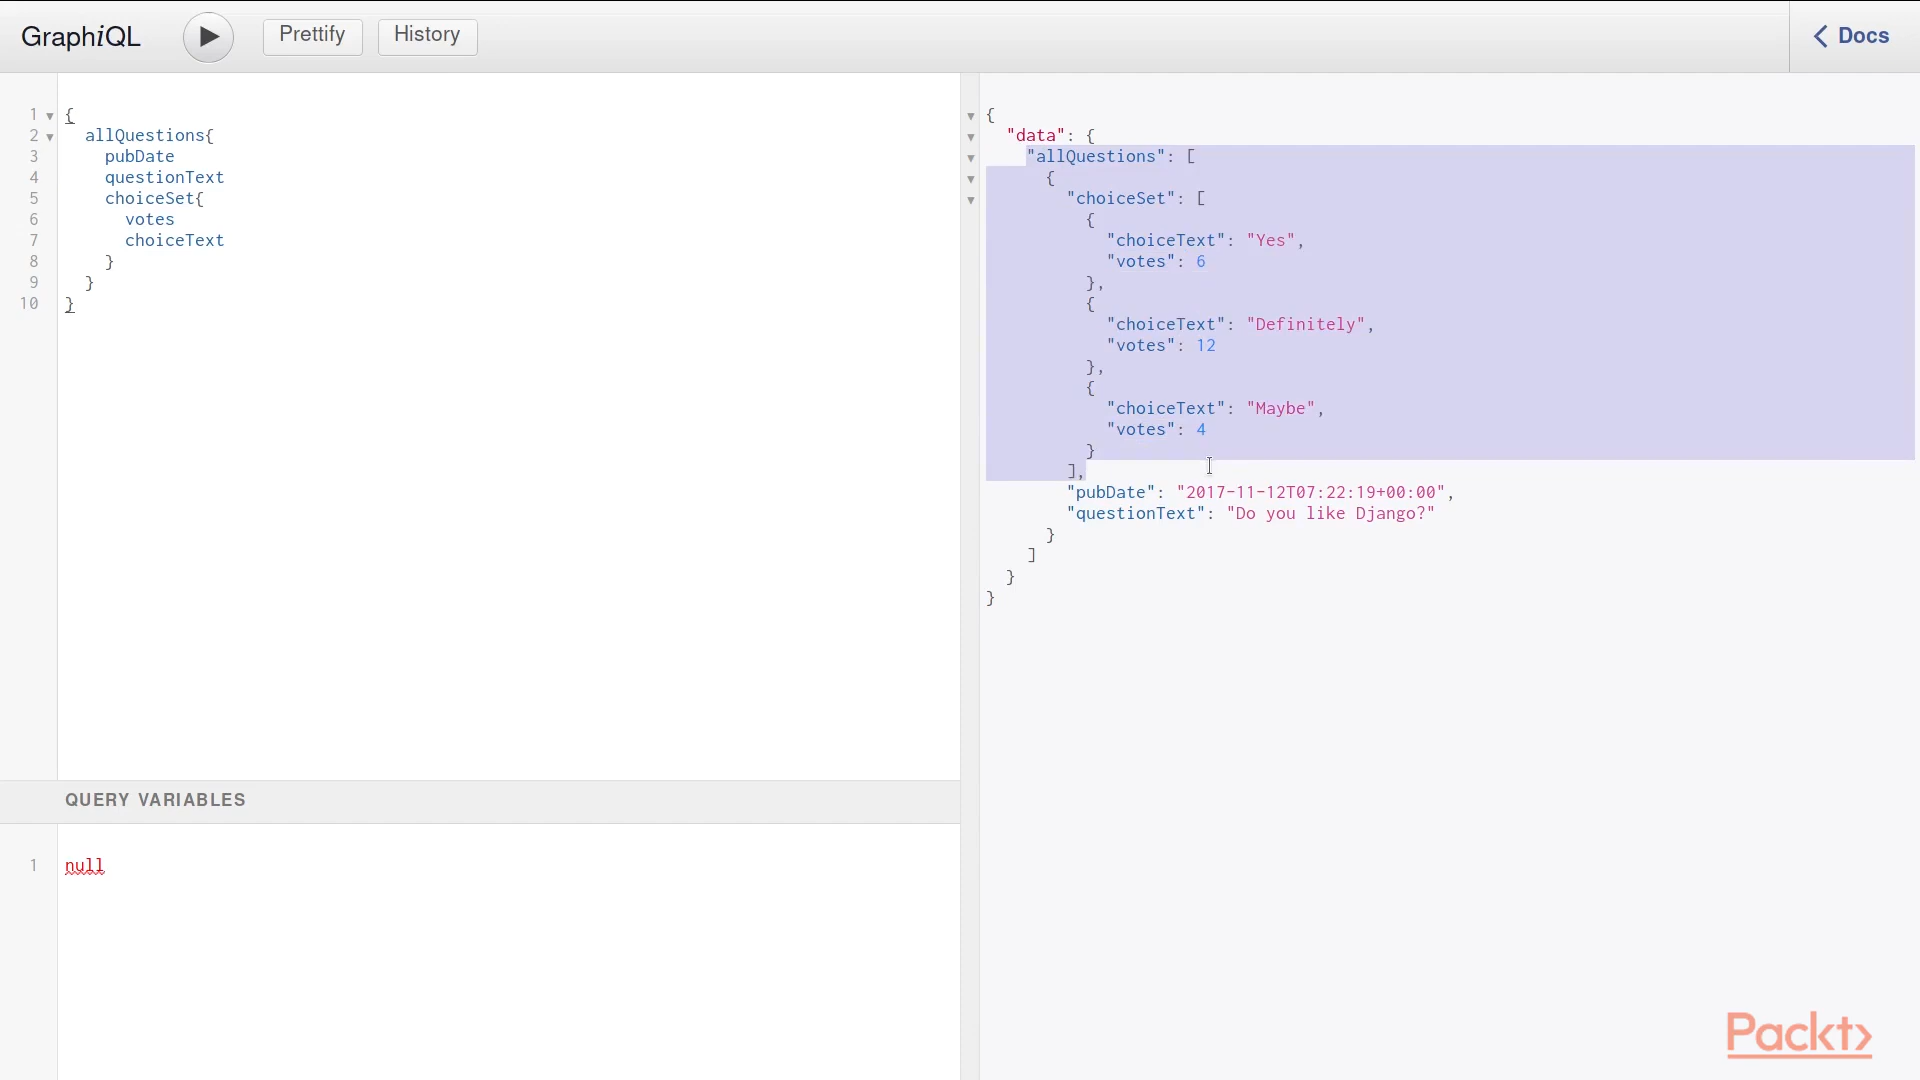 GraphiQL
Prettify
History
Docs
1 {
2 allQuestions{
3 pubDate
4 questionText
5 choiceSet{
6 votes
7 choiceText
8 }
9 }
10 }
QUERY VARIABLES
1 null
{
"data": {
"allQuestions": [
{
"choiceSet": [
{
"choiceText": "Yes",
"votes": 6
},
{
"choiceText": "Definitely",
"votes": 12
},
{
"choiceText": "Maybe",
"votes": 4
}
],
"pubDate": "2017-11-12T07:22:19+00:00",
"questionText": "Do you like Django?"
}
]
}
}
Packt